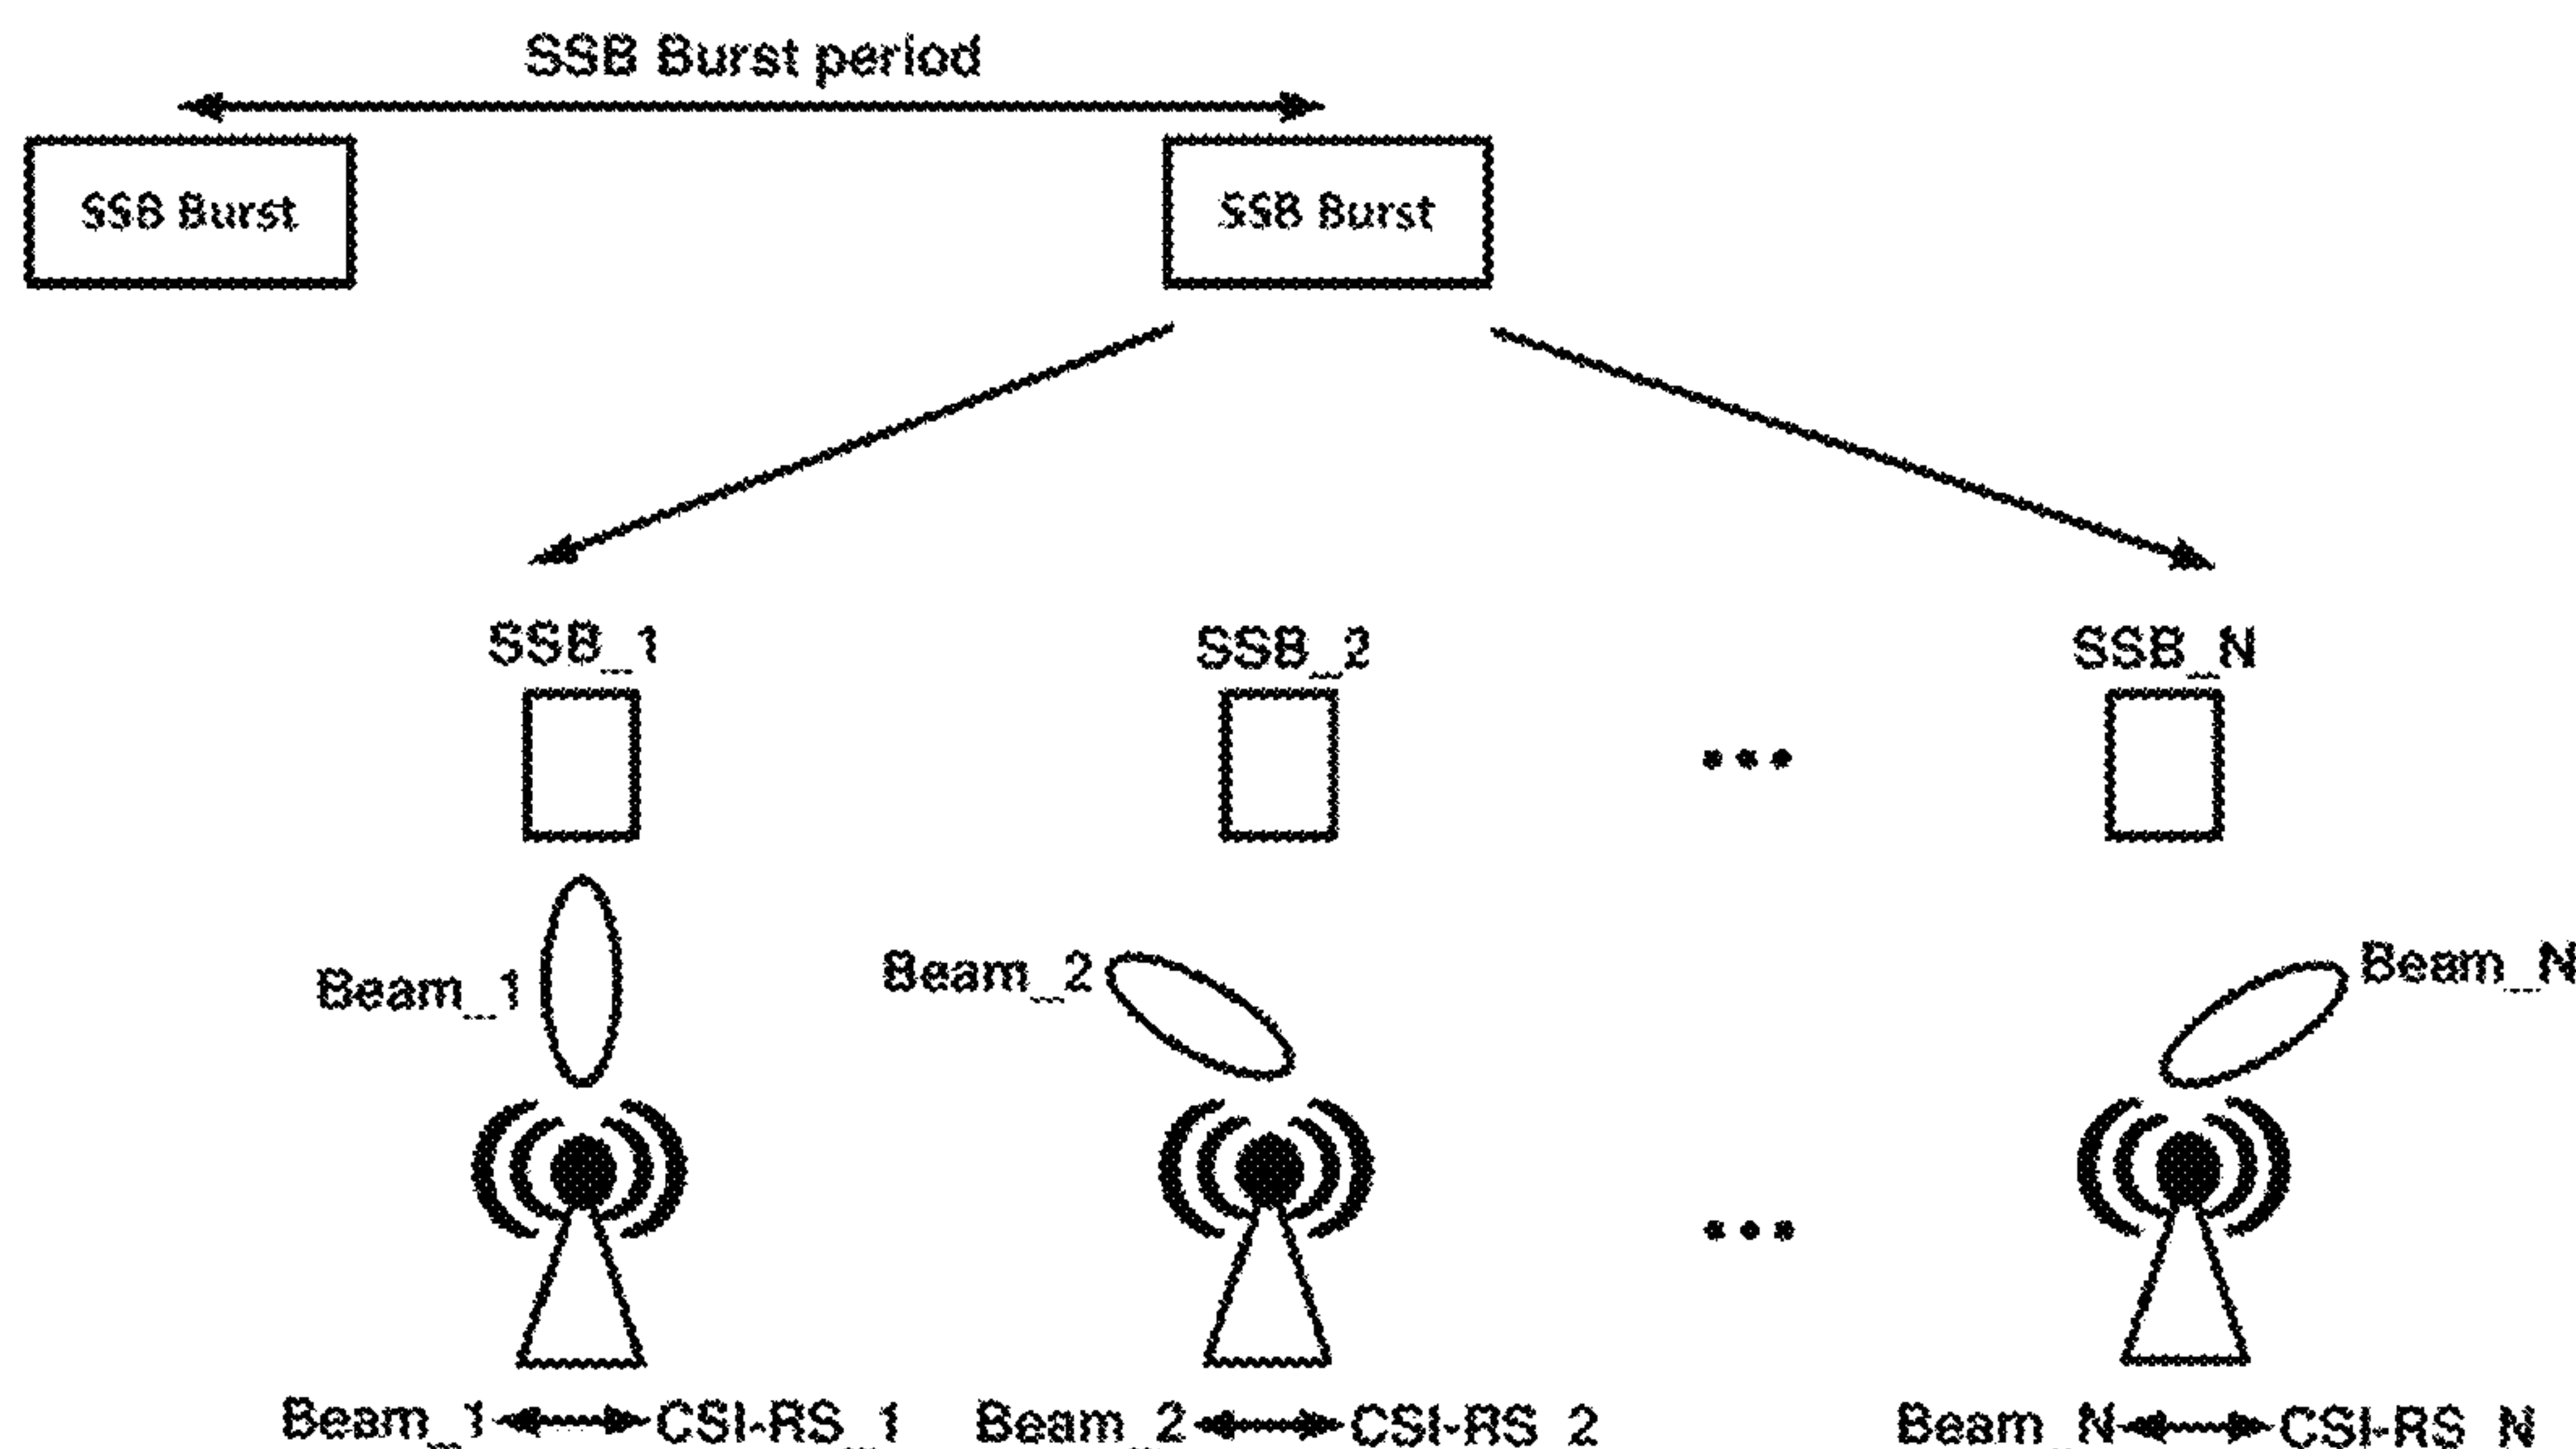 SSB Burst period
SSB Burst SSB Burst
SSB_1 SSB_2 SSB_N
Beam_1 Beam_2 Beam_N
Beam_1 CSI-RS_1 Beam_2 CSI-RS_2 Beam_N CSI-RS_N